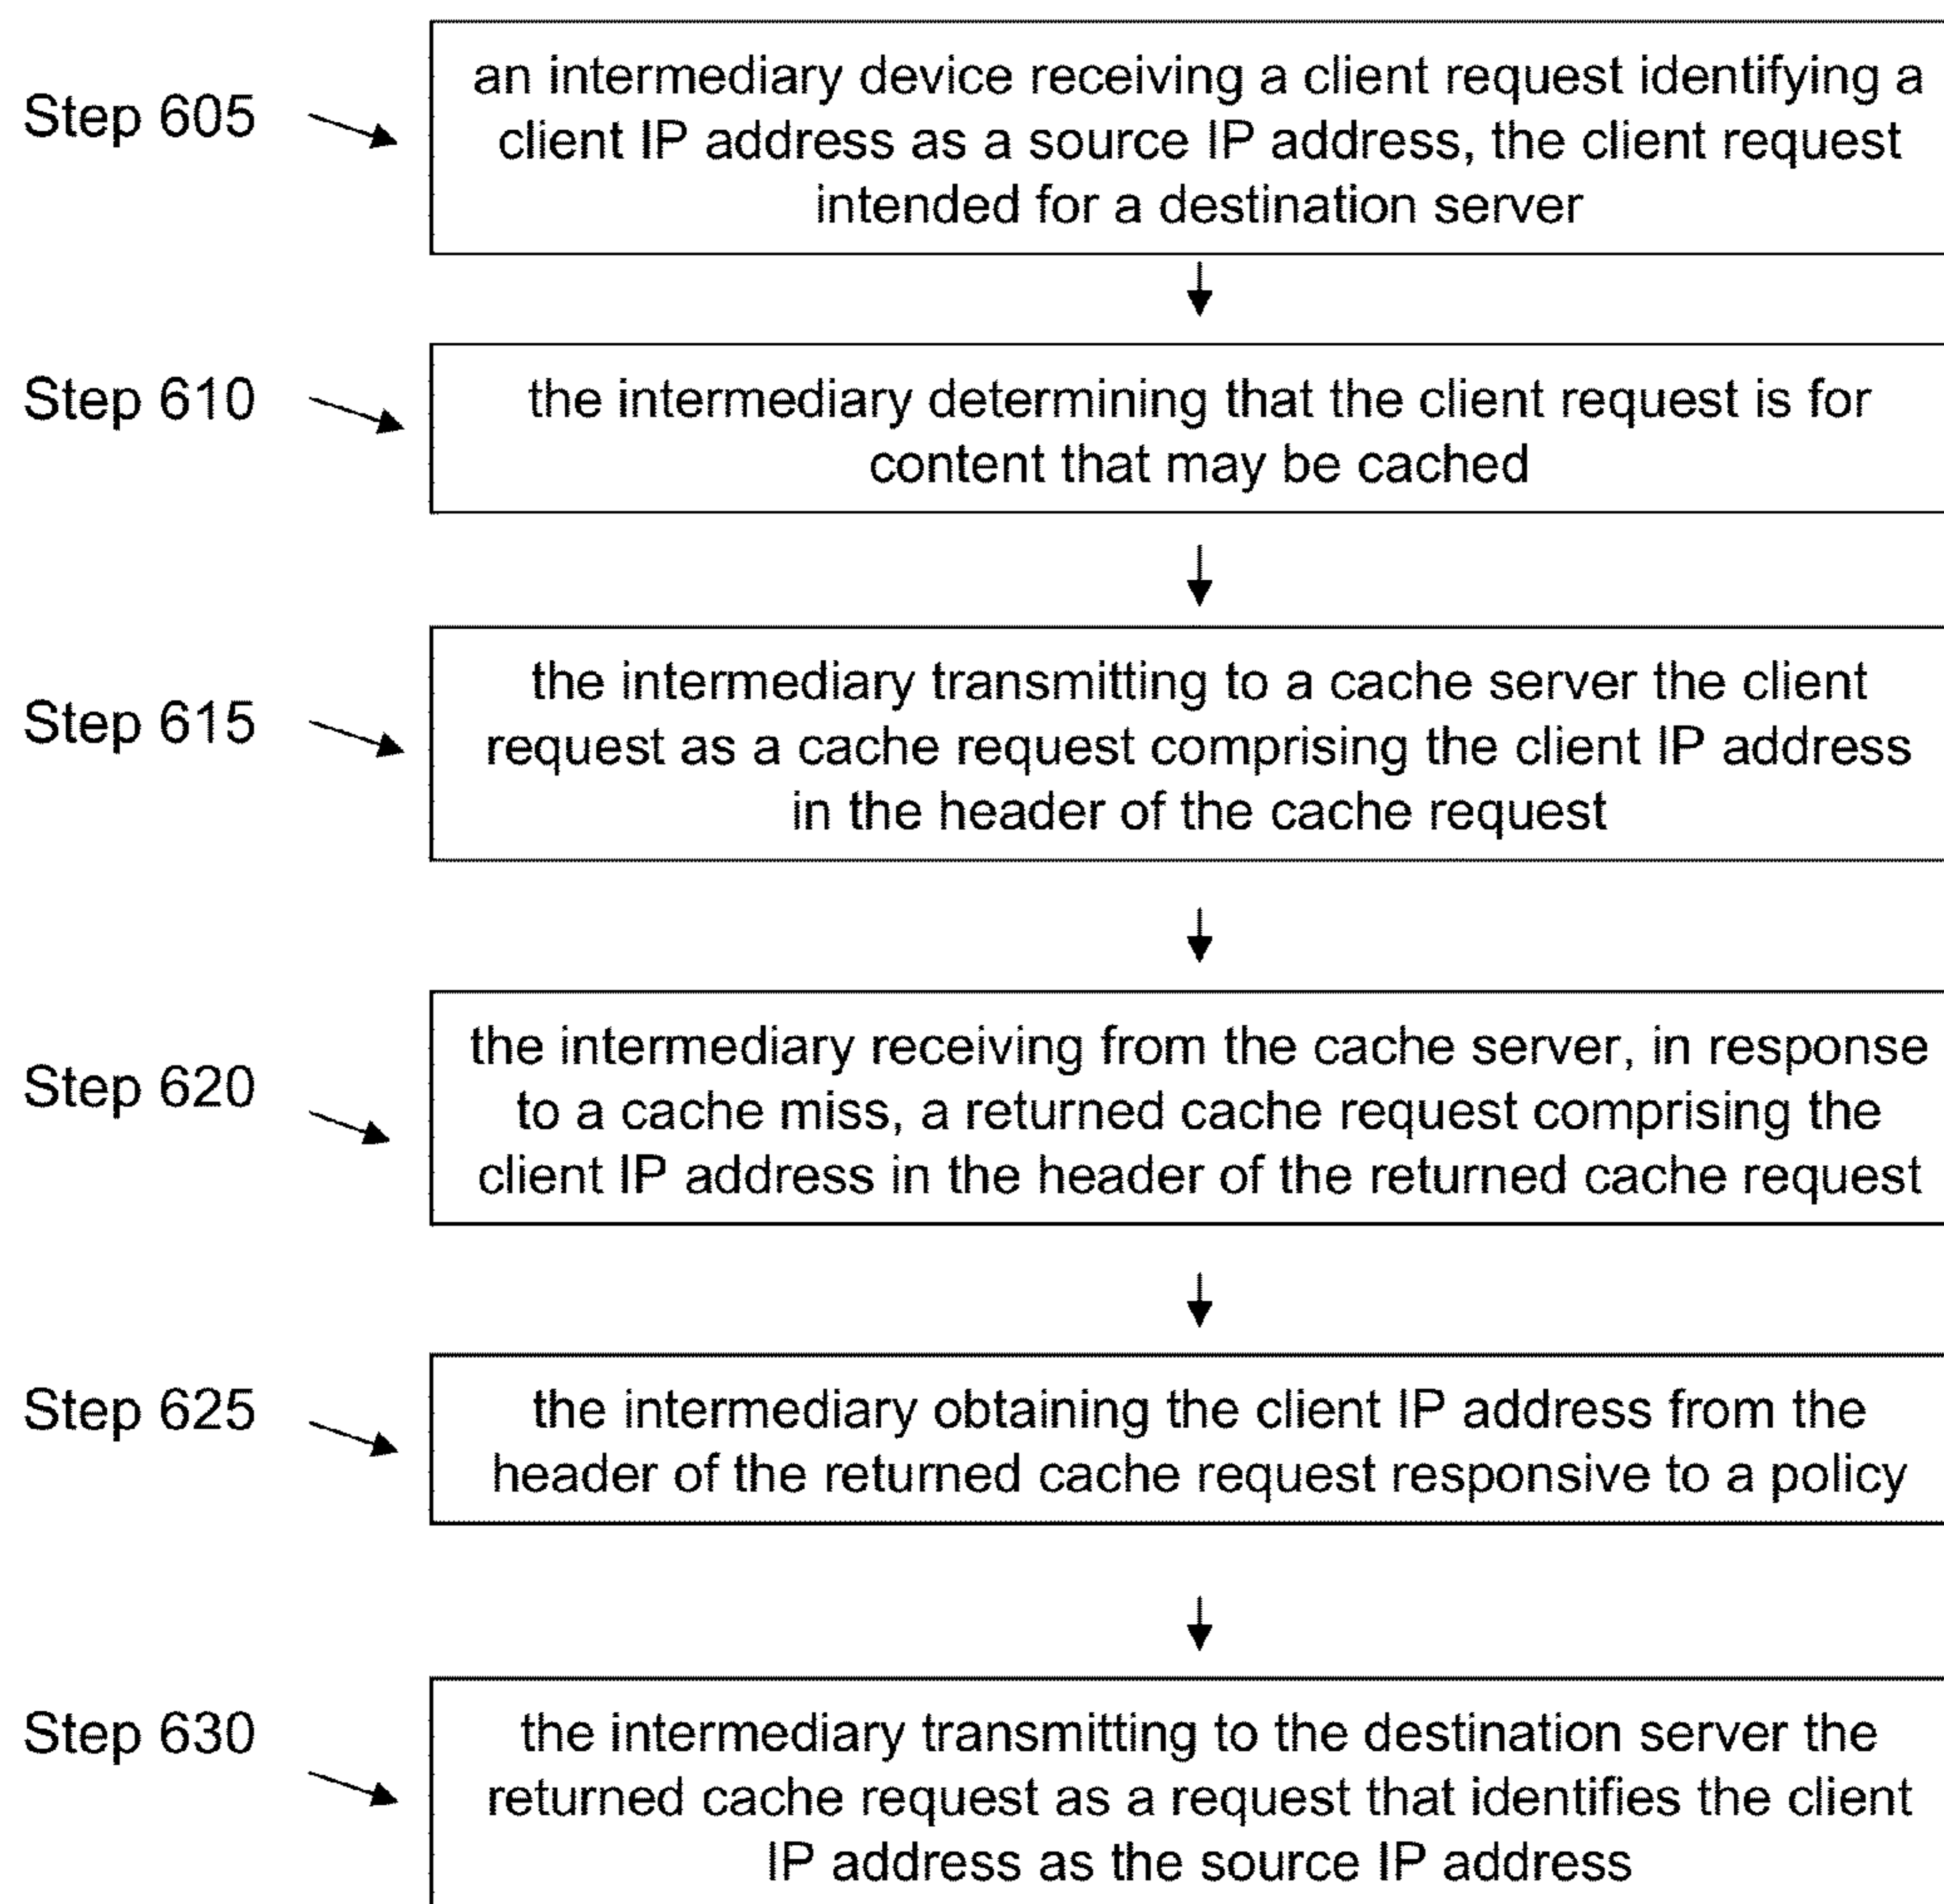 Step 605
an intermediary device receiving a client request identifying a
client IP address as a source IP address, the client request
intended for a destination server
Step 610
the intermediary determining that the client request is for
content that may be cached
Step 615
the intermediary transmitting to a cache server the client
request as a cache request comprising the client IP address
in the header of the cache request
Step 620
the intermediary receiving from the cache server, in response
to a cache miss, a returned cache request comprising the
client IP address in the header of the returned cache request
Step 625
the intermediary obtaining the client IP address from the
header of the returned cache request responsive to a policy
Step 630
the intermediary transmitting to the destination server the
returned cache request as a request that identifies the client
IP address as the source IP address